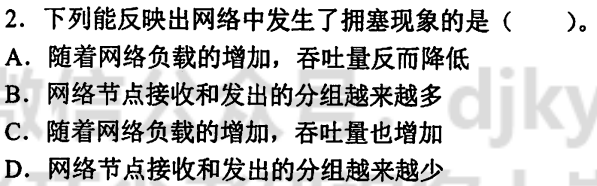 2．下列能反映出网络中发生了拥塞现象的是（　　）。
A．随着网络负载的增加，吞吐量反而降低
B．网络节点接收和发出的分组越来越多
C．随着网络负载的增加，吞吐量也增加
D．网络节点接收和发出的分组越来越少
djky